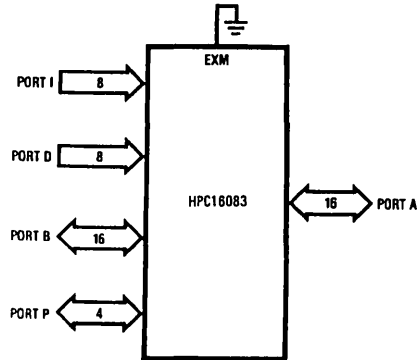 EXM
PORT I
8
PORT D
8
HPC16083
16
PORT A
PORT B
16
PORT P
4